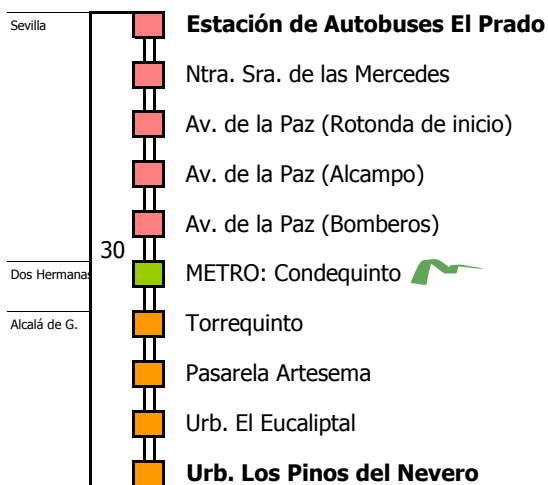 Sevilla
Estación de Autobuses El Prado
Ntra. Sra. de las Mercedes
Av. de la Paz (Rotonda de inicio)
Av. de la Paz (Alcampo)
Av. de la Paz (Bomberos)
30
Dos Hermanas
METRO: Condequinto
Alcalá de G.
Torrequinto
Pasarela Artesema
Urb. El Eucaliptal
Urb. Los Pinos del Nevero